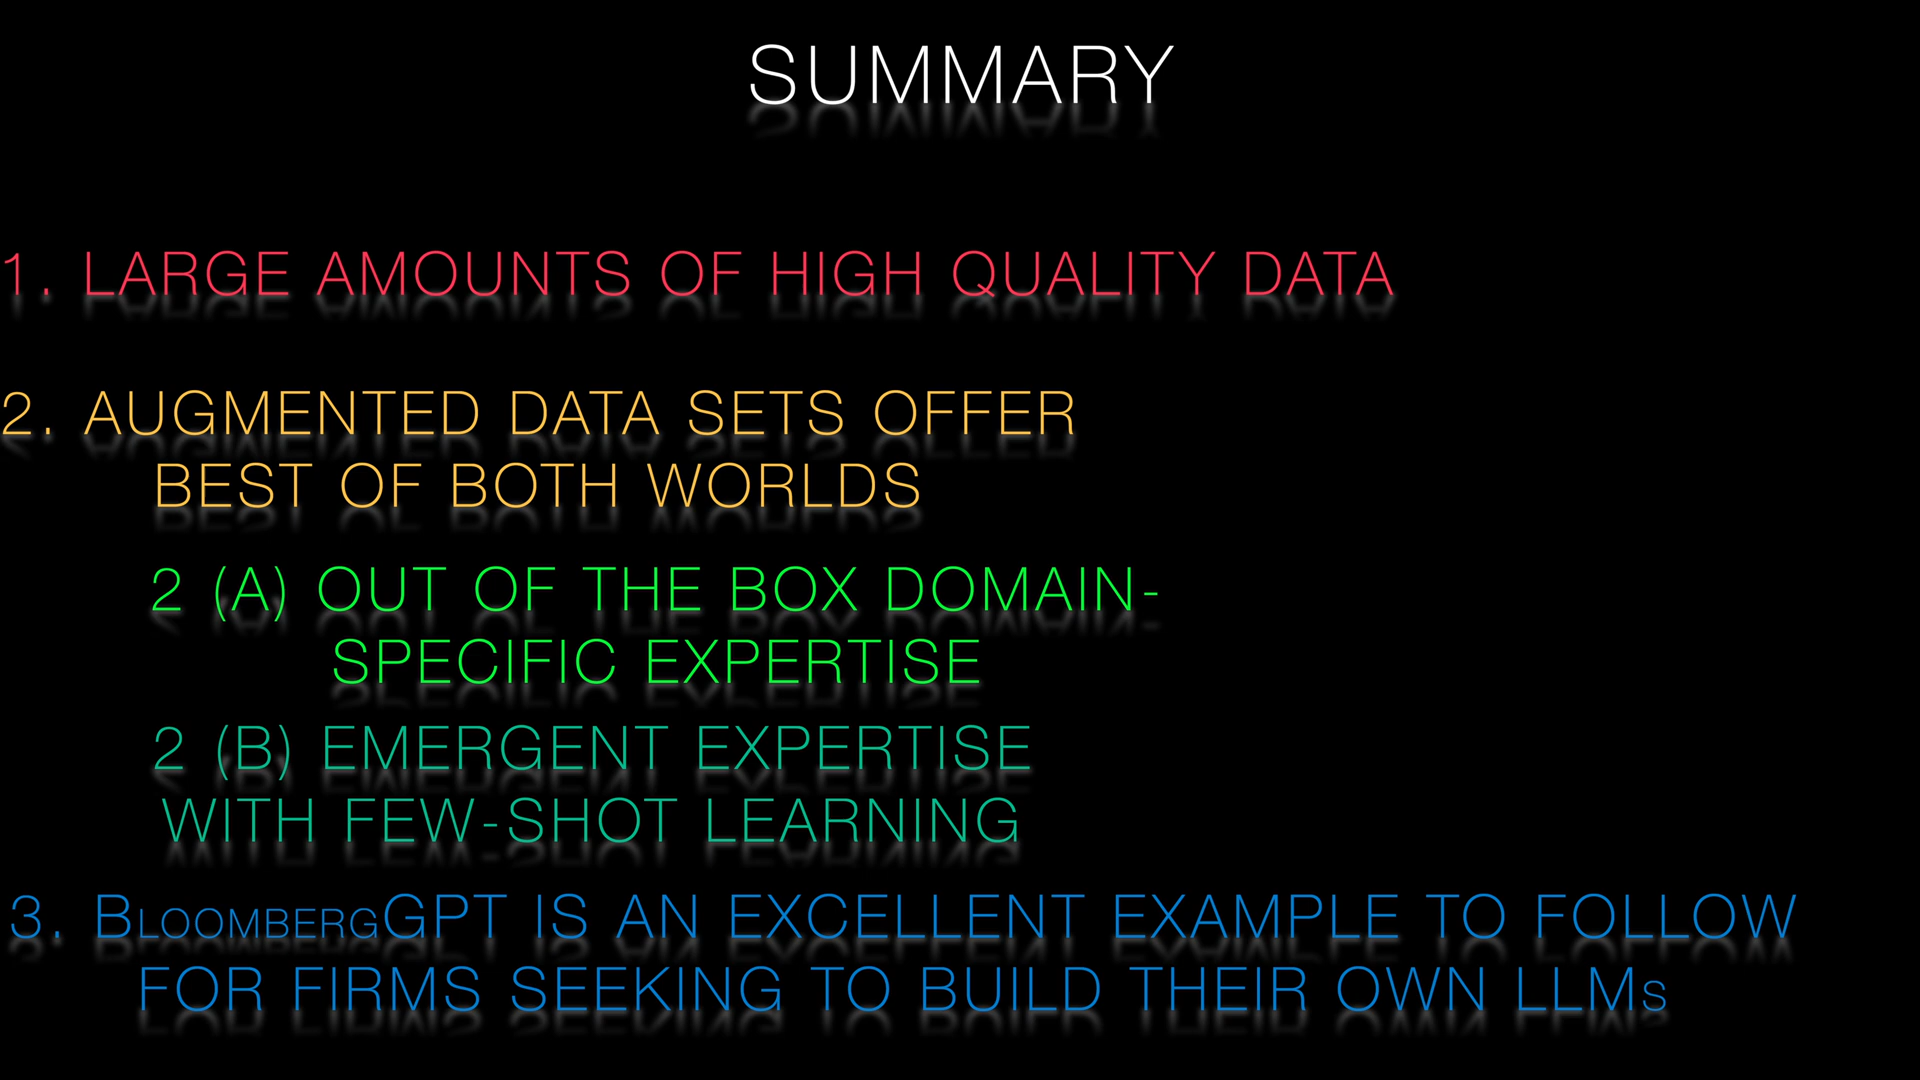 SUMMARY
1. LARGE AMOUNTS OF HIGH QUALITY DATA
2. AUGMENTED DATA SETS OFFER
BEST OF BOTH WORLDS
2 (A) OUT OF THE BOX DOMAIN-
SPECIFIC EXPERTISE
2 (B) EMERGENT EXPERTISE
WITH FEW-SHOT LEARNING
3. BLOOMBERGGPT IS AN EXCELLENT EXAMPLE TO FOLLOW
FOR FIRMS SEEKING TO BUILD THEIR OWN LLMS